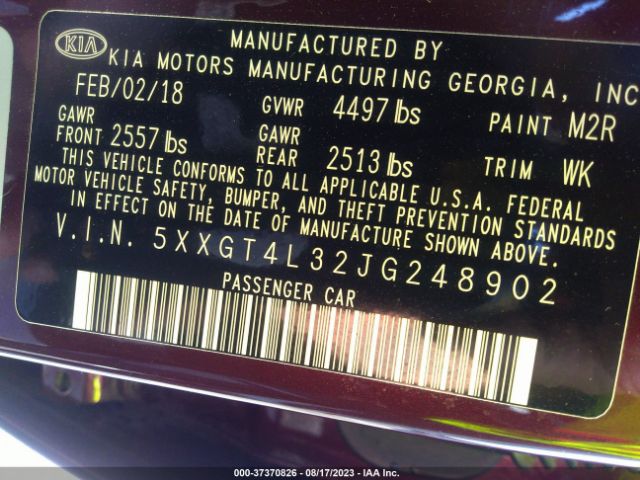 KIA
MANUFACTURED BY
KIA MOTORS MANUFACTURING GEORGIA, INC
FEB/02/18 GVWR 4497 lbs PAINT M2R
GAWR FRONT 2557 lbs GAWR REAR 2513 lbs TRIM WK
THIS VEHICLE CONFORMS TO ALL APPLICABLE U.S.A. FEDERAL
MOTOR VEHICLE SAFETY, BUMPER, AND THEFT PREVENTION STANDARDS
IN EFFECT ON THE DATE OF MANUFACTURE SHOWN ABOVE.
V.I.N. 5XXGT4L32JG248902
PASSENGER CAR
000-37370826 - 08/17/2023 - IAA Inc.